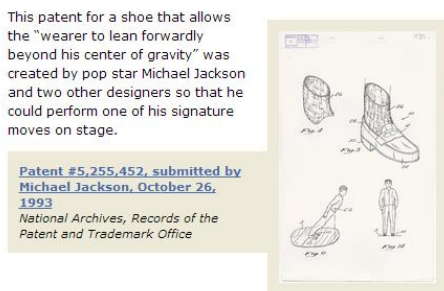 This patent for a shoe that allows
the “wearer to lean forwardly
beyond his center of gravity” was
created by pop star Michael Jackson
and two other designers so that he
could perform one of his signature
moves on stage.
Patent #5,255,452, submitted by
Michael Jackson, October 26,
1993
National Archives, Records of the
Patent and Trademark Office